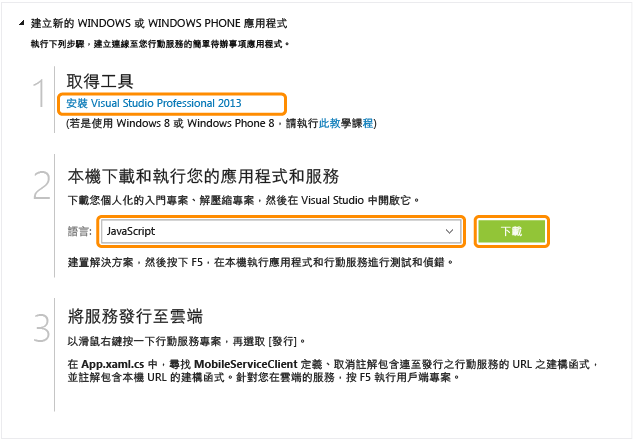 建立新的 WINDOWS 或 WINDOWS PHONE 應用程式
執行下列步驟，建立連線至您行動服務的簡單待辦事項應用程式。
1
取得工具
安裝 Visual Studio Professional 2013
(若是使用 Windows 8 或 Windows Phone 8，請執行此教學課程)
2
本機下載和執行您的應用程式和服務
下載您個人化的入門專案、解壓縮專案，然後在 Visual Studio 中開啟它。
語言: JavaScript 下載
建置解決方案，然後按下 F5，在本機執行應用程式和行動服務進行測試和偵錯。
3
將服務發行至雲端
以滑鼠右鍵按一下行動服務專案，再選取 [發行]。
在 App.xaml.cs 中，尋找 MobileServiceClient 定義、取消註解包含連至發行之行動服務的 URL 之建構函式，
並註解包含本機 URL 的建構函式。針對您在雲端的服務，按 F5 執行用戶端專案。